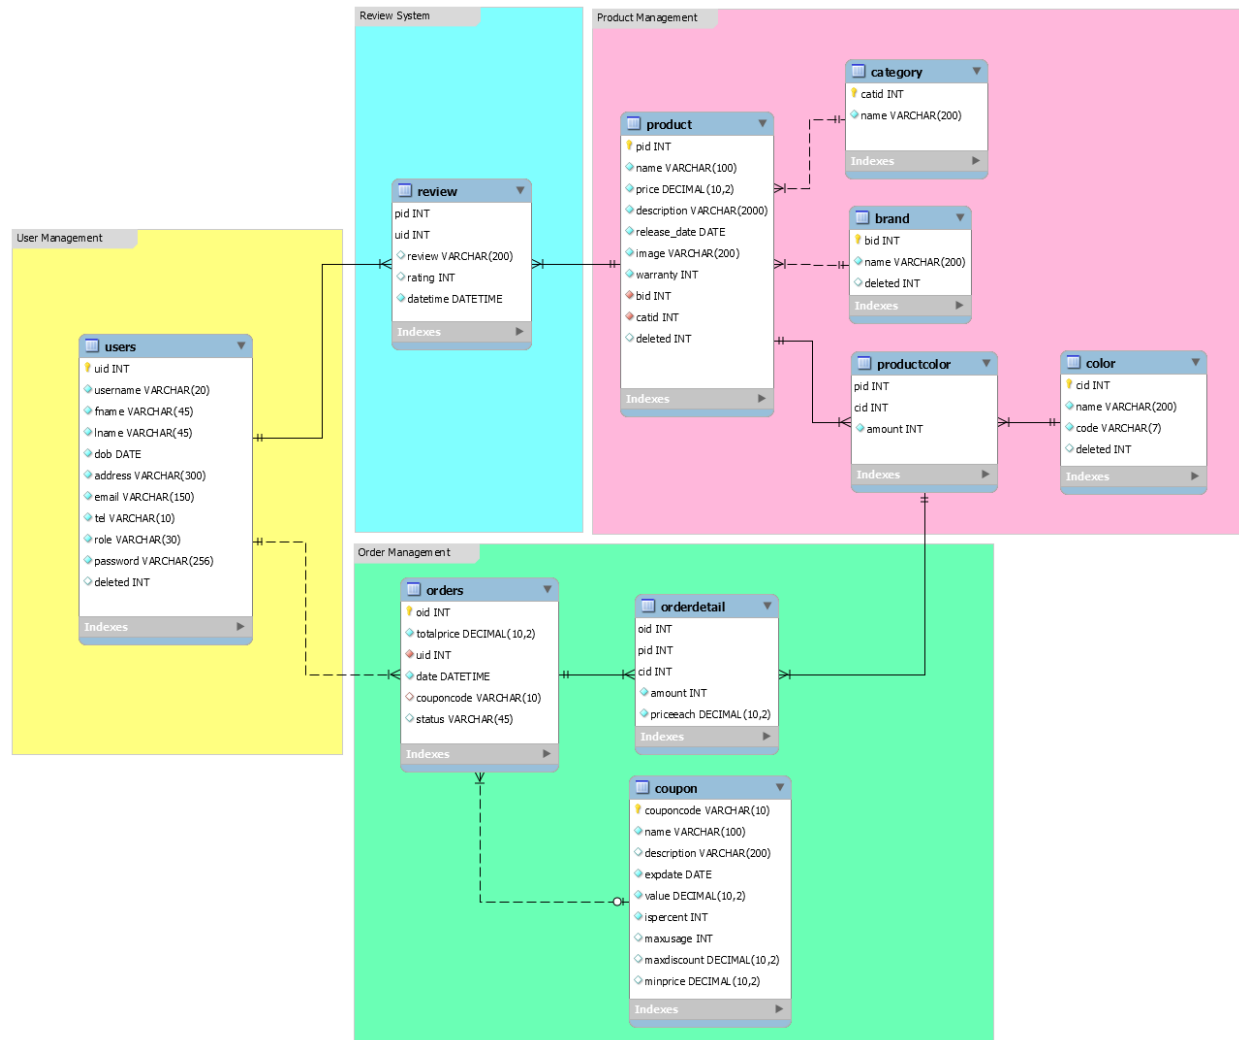 Review System
Product Management
category
catid INT
name VARCHAR(200)
Indexes
product
pid INT
name VARCHAR(100)
price DECIMAL(10,2)
description VARCHAR(2000)
release_date DATE
image VARCHAR(200)
warranty INT
bid INT
catid INT
deleted INT
Indexes
review
pid INT
uid INT
review VARCHAR(200)
rating INT
datetime DATETIME
Indexes
brand
bid INT
name VARCHAR(200)
deleted INT
Indexes
User Management
users
uid INT
username VARCHAR(20)
fname VARCHAR(45)
lname VARCHAR(45)
dob DATE
address VARCHAR(300)
email VARCHAR(150)
tel VARCHAR(10)
role VARCHAR(30)
password VARCHAR(256)
deleted INT
Indexes
productcolor
pid INT
cid INT
amount INT
Indexes
color
cid INT
name VARCHAR(200)
code VARCHAR(7)
deleted INT
Indexes
Order Management
orders
oid INT
totalprice DECIMAL(10,2)
uid INT
date DATETIME
couponcode VARCHAR(10)
status VARCHAR(45)
Indexes
orderdetail
oid INT
pid INT
cid INT
amount INT
priceeach DECIMAL(10,2)
Indexes
coupon
couponcode VARCHAR(10)
name VARCHAR(100)
description VARCHAR(200)
expdate DATE
value DECIMAL(10,2)
ispercent INT
maxusage INT
maxdiscount DECIMAL(10,2)
minprice DECIMAL(10,2)
Indexes